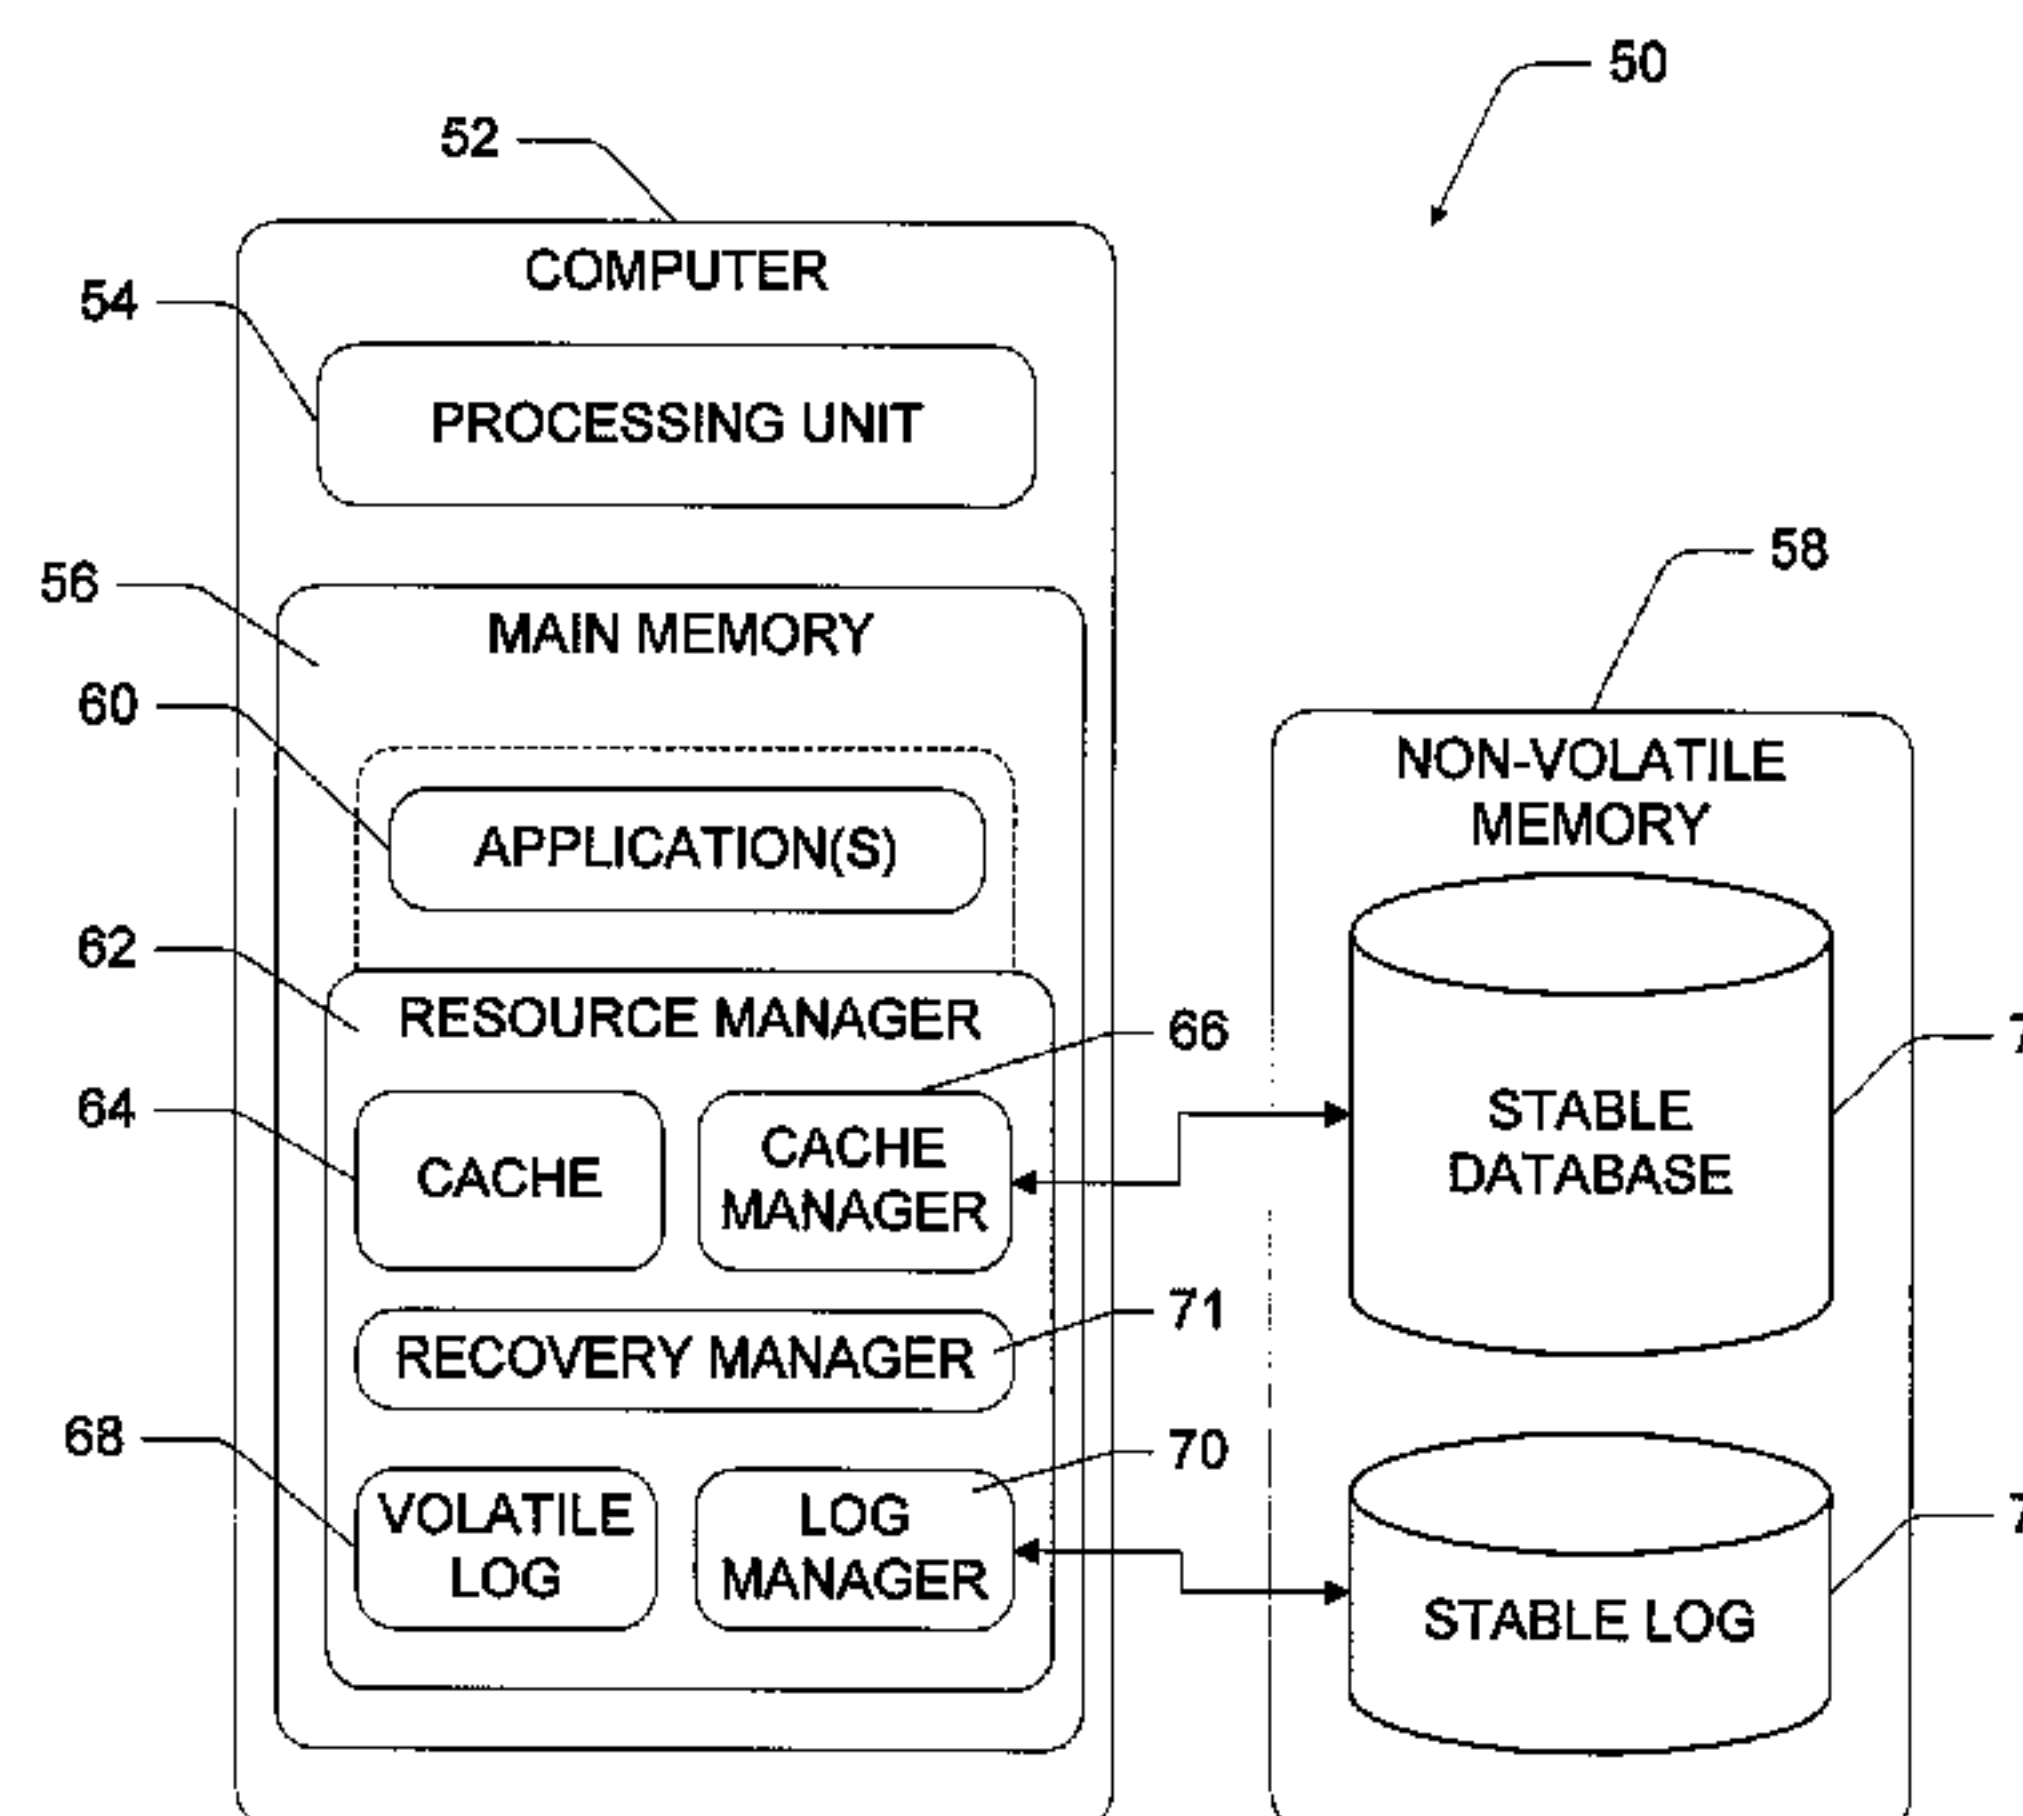 50
52
COMPUTER
54
PROCESSING UNIT
56
MAIN MEMORY
58
60
APPLICATION(S)
NON-VOLATILE
MEMORY
62
RESOURCE MANAGER
66
64
CACHE
CACHE
MANAGER
STABLE
DATABASE
71
RECOVERY MANAGER
68
70
VOLATILE
LOG
LOG
MANAGER
STABLE LOG